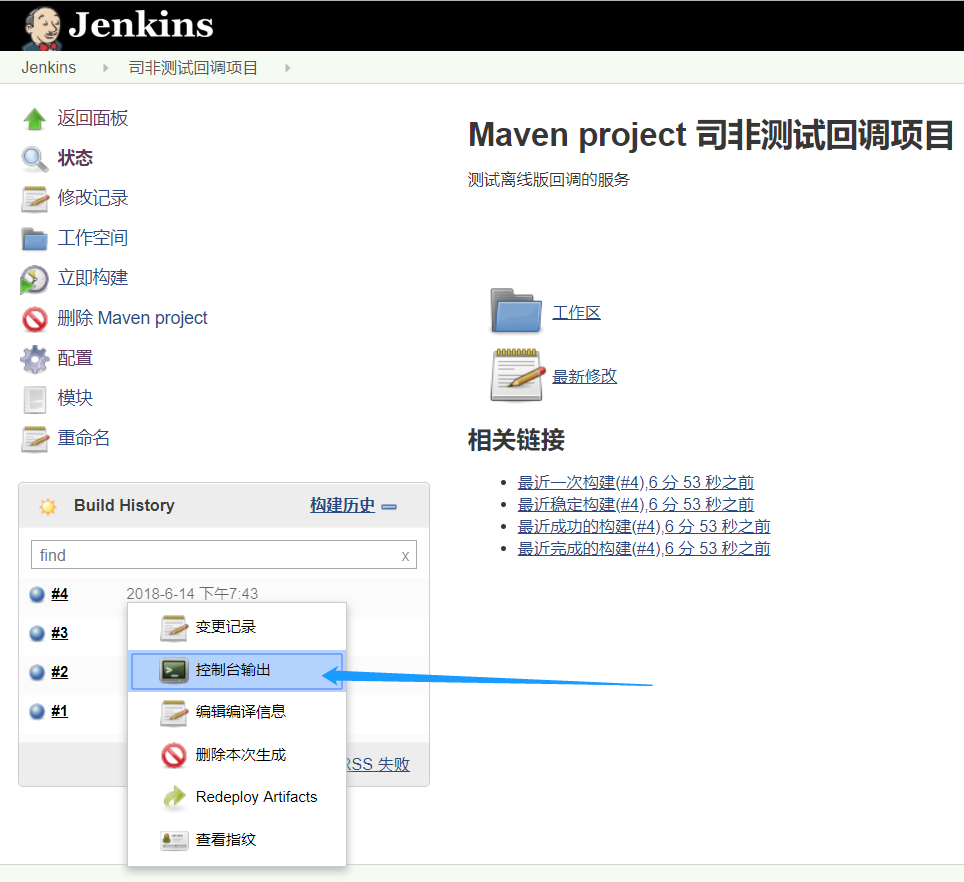 Jenkins
Jenkins 司非测试回调项目
返回面板
状态
修改记录
工作空间
立即构建
删除 Maven project
配置
模块
重命名
Build History 构建历史
find x
#4 2018-6-14 下午7:43
#3
#2
#1
RSS 失败
变更记录
控制台输出
编辑编译信息
删除本次生成
Redeploy Artifacts
查看指纹
Maven project 司非测试回调项目
测试离线版回调的服务
工作区
最新修改
相关链接
最近一次构建(#4),6 分 53 秒之前
最近稳定构建(#4),6 分 53 秒之前
最近成功的构建(#4),6 分 53 秒之前
最近完成的构建(#4),6 分 53 秒之前